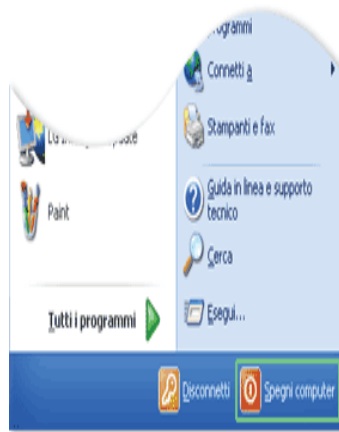 Programmi
Connetti a
Stampanti e fax
Paint
Guida in linea e supporto
tecnico
Cerca
Tutti i programmi
Esegui...
Disconnetti
Spegni computer